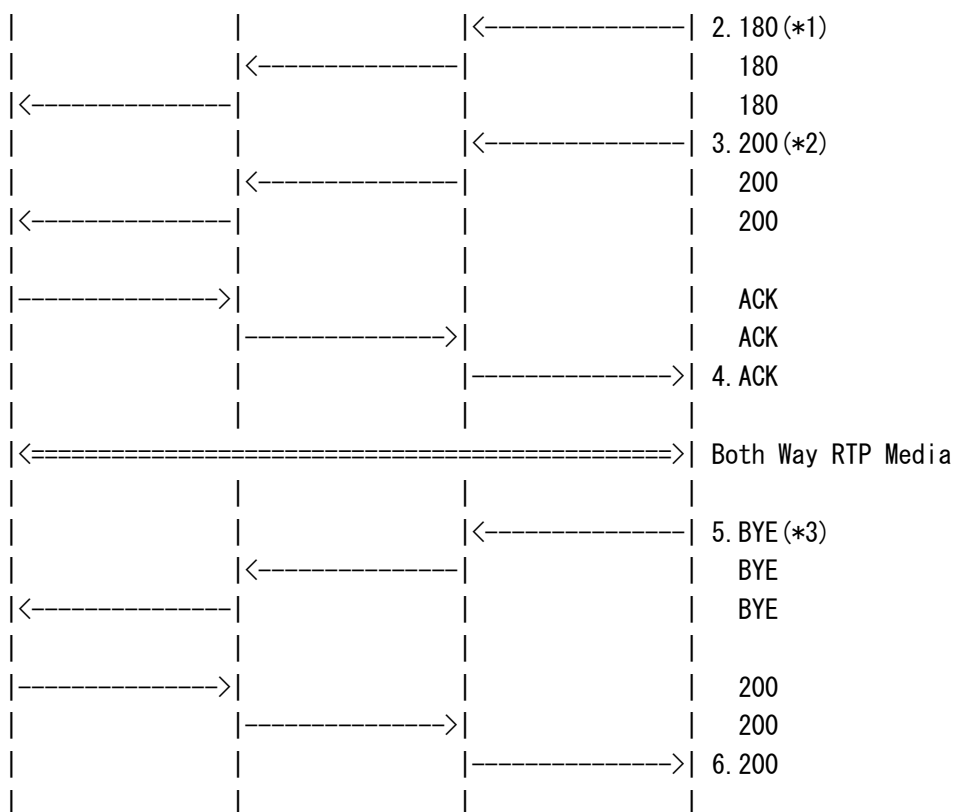 |                |                |<---------------| 2.180(*1)
|                |<---------------|                |   180
|<---------------|                |                |   180
|                |                |<---------------| 3.200(*2)
|                |<---------------|                |   200
|<---------------|                |                |   200
|                |                |                |
|--------------->|                |                |   ACK
|                |--------------->|                |   ACK
|                |                |--------------->| 4.ACK
|                |                |                |
|<================================================>| Both Way RTP Media
|                |                |                |
|                |                |<---------------| 5.BYE(*3)
|                |<---------------|                |   BYE
|<---------------|                |                |   BYE
|                |                |                |
|--------------->|                |                |   200
|                |--------------->|                |   200
|                |                |--------------->| 6.200
|                |                |                |